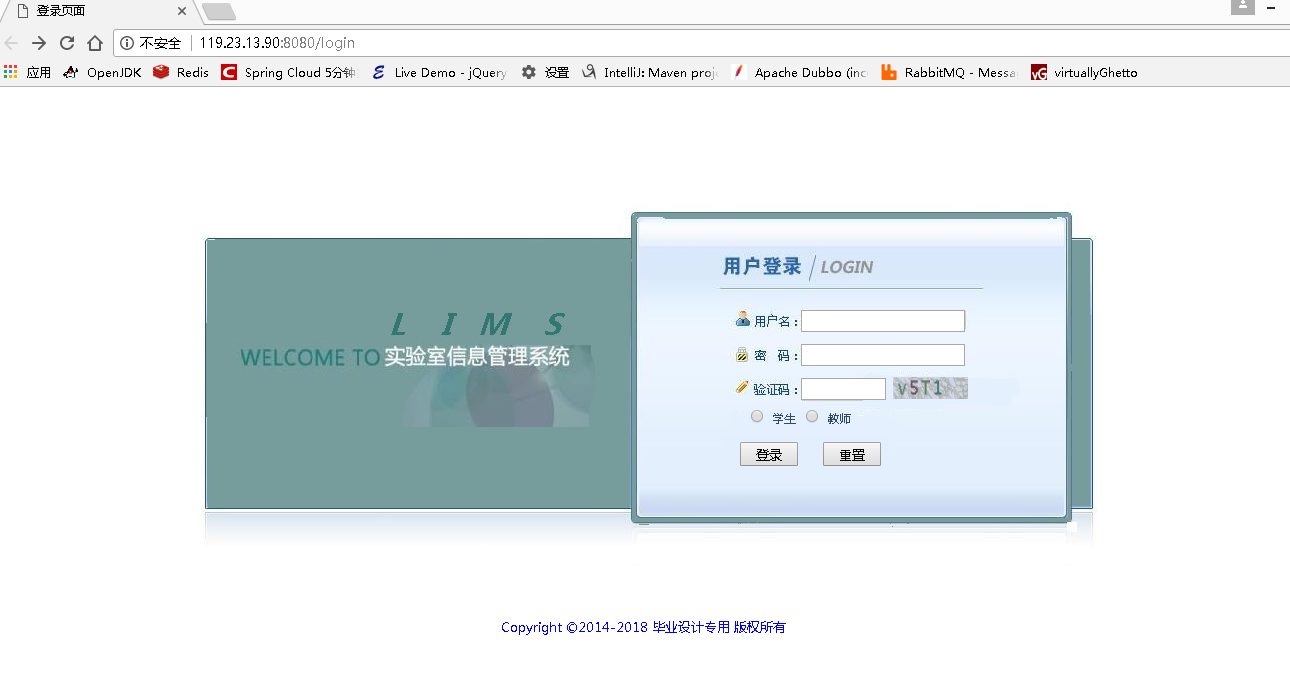 登录页面
不安全 119.23.13.90:8080/login
应用 OpenJDK Redis Spring Cloud 5分钟 Live Demo - jQuery 设置 IntelliJ: Maven proj Apache Dubbo (inc RabbitMQ - Messa virtuallyGhetto
用户登录 / LOGIN
L I M S
用户名：
WELCOME TO 实验室信息管理系统
密 码：
验证码： v5T1
学生 教师
登录 重置
Copyright ©2014-2018 毕业设计专用 版权所有